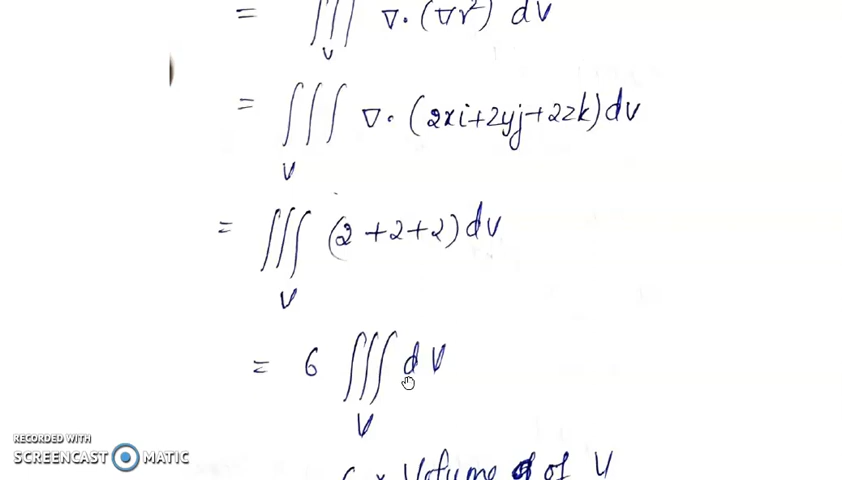 = ∭ ∇·(∇r²) dV
V
= ∭ ∇·(2xi+2yj+2zk)dv
V
= ∭ (2+2+2)dV
V
= 6 ∭ dV
V
6 x Volume of V
RECORDED WITH
SCREENCAST MATIC